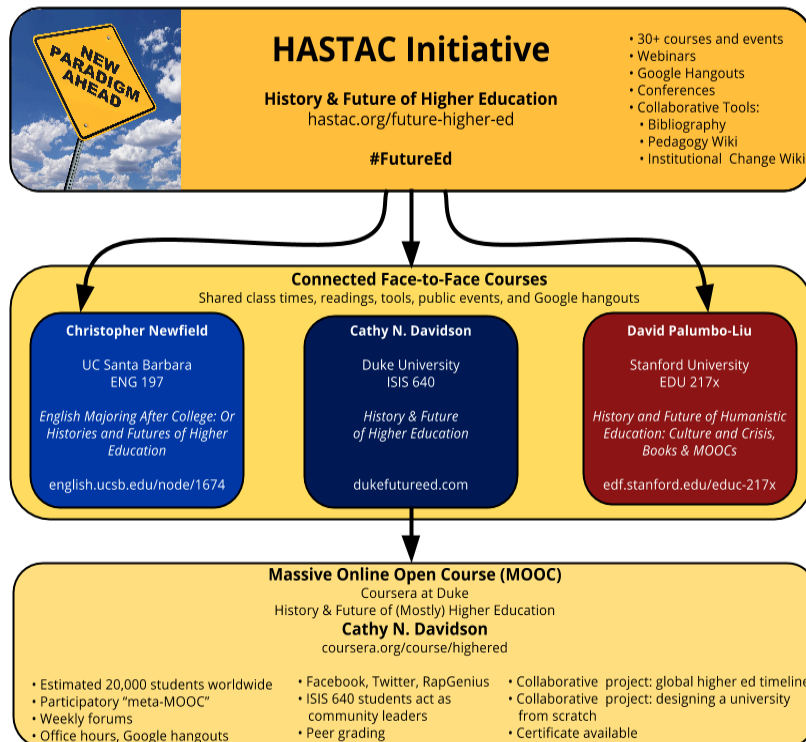 NEW
PARADIGM
AHEAD
HASTAC Initiative
History & Future of Higher Education
hastac.org/future-higher-ed
#FutureEd
• 30+ courses and events
• Webinars
• Google Hangouts
• Conferences
• Collaborative Tools:
• Bibliography
• Pedagogy Wiki
• Institutional Change Wiki
Connected Face-to-Face Courses
Shared class times, readings, tools, public events, and Google hangouts
Christopher Newfield
UC Santa Barbara
ENG 197
English Majoring After College: Or
Histories and Futures of Higher
Education
english.ucsb.edu/node/1674
Cathy N. Davidson
Duke University
ISIS 640
History & Future
of Higher Education
dukefutureed.com
David Palumbo-Liu
Stanford University
EDU 217x
History and Future of Humanistic
Education: Culture and Crisis,
Books & MOOCs
edf.stanford.edu/educ-217x
Massive Online Open Course (MOOC)
Coursera at Duke
History & Future of (Mostly) Higher Education
Cathy N. Davidson
coursera.org/course/highered
• Estimated 20,000 students worldwide
• Participatory “meta-MOOC”
• Weekly forums
• Office hours, Google hangouts
• Facebook, Twitter, RapGenius
• ISIS 640 students act as
community leaders
• Peer grading
• Collaborative project: global higher ed timeline
• Collaborative project: designing a university
from scratch
• Certificate available